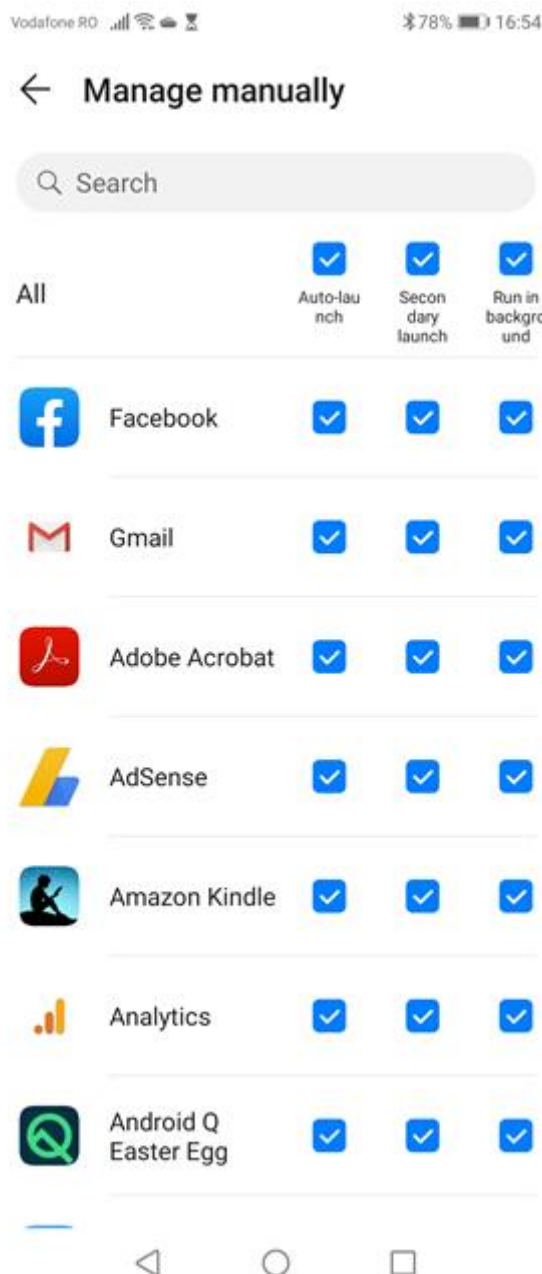 Vodafone RO 78% 16:54
Manage manually
Search
All
Auto-lau
nch
Secon
dary
launch
Run in
backgro
und
Facebook
Gmail
Adobe Acrobat
AdSense
Amazon Kindle
Analytics
Android Q
Easter Egg